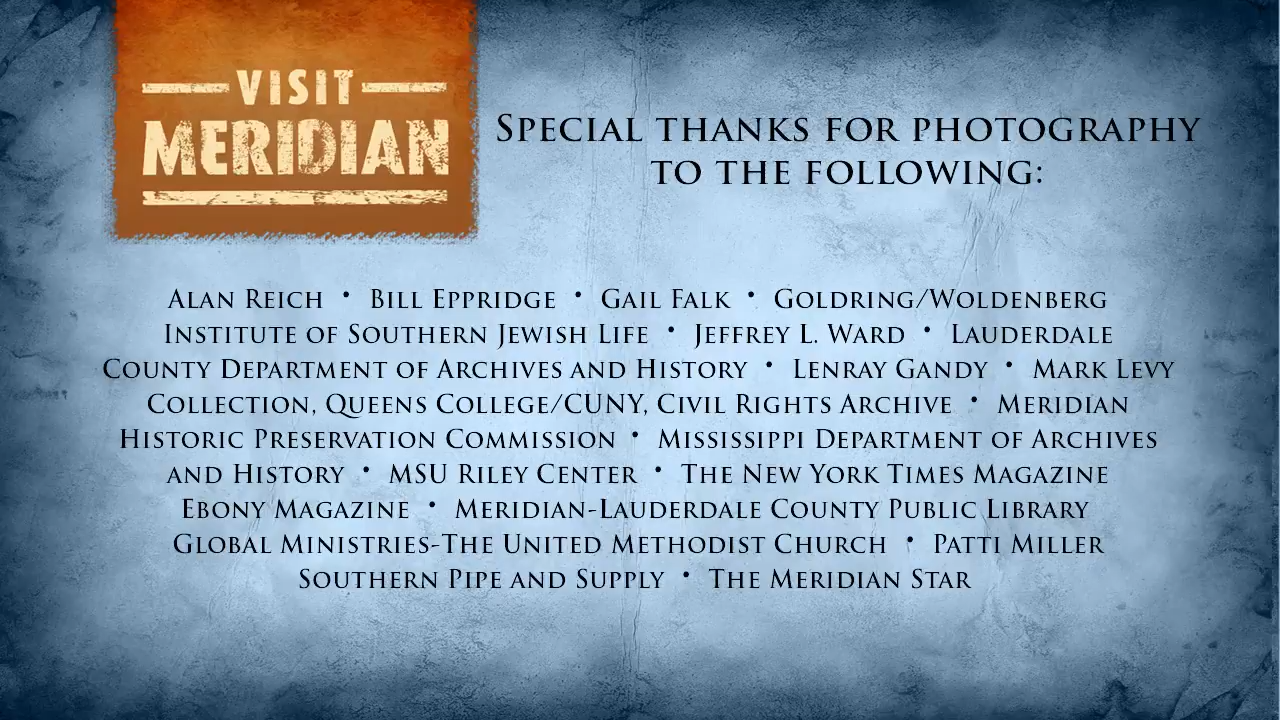 VISIT
MERIDIAN
SPECIAL THANKS FOR PHOTOGRAPHY
TO THE FOLLOWING:
ALAN REICH • BILL EPPRIDGE • GAIL FALK • GOLDRING/WOLDENBERG
INSTITUTE OF SOUTHERN JEWISH LIFE • JEFFREY L. WARD • LAUDERDALE
COUNTY DEPARTMENT OF ARCHIVES AND HISTORY • LENRAY GANDY • MARK LEVY
COLLECTION, QUEENS COLLEGE/CUNY, CIVIL RIGHTS ARCHIVE • MERIDIAN
HISTORIC PRESERVATION COMMISSION • MISSISSIPPI DEPARTMENT OF ARCHIVES
AND HISTORY • MSU RILEY CENTER • THE NEW YORK TIMES MAGAZINE
EBONY MAGAZINE • MERIDIAN-LAUDERDALE COUNTY PUBLIC LIBRARY
GLOBAL MINISTRIES-THE UNITED METHODIST CHURCH • PATTI MILLER
SOUTHERN PIPE AND SUPPLY • THE MERIDIAN STAR